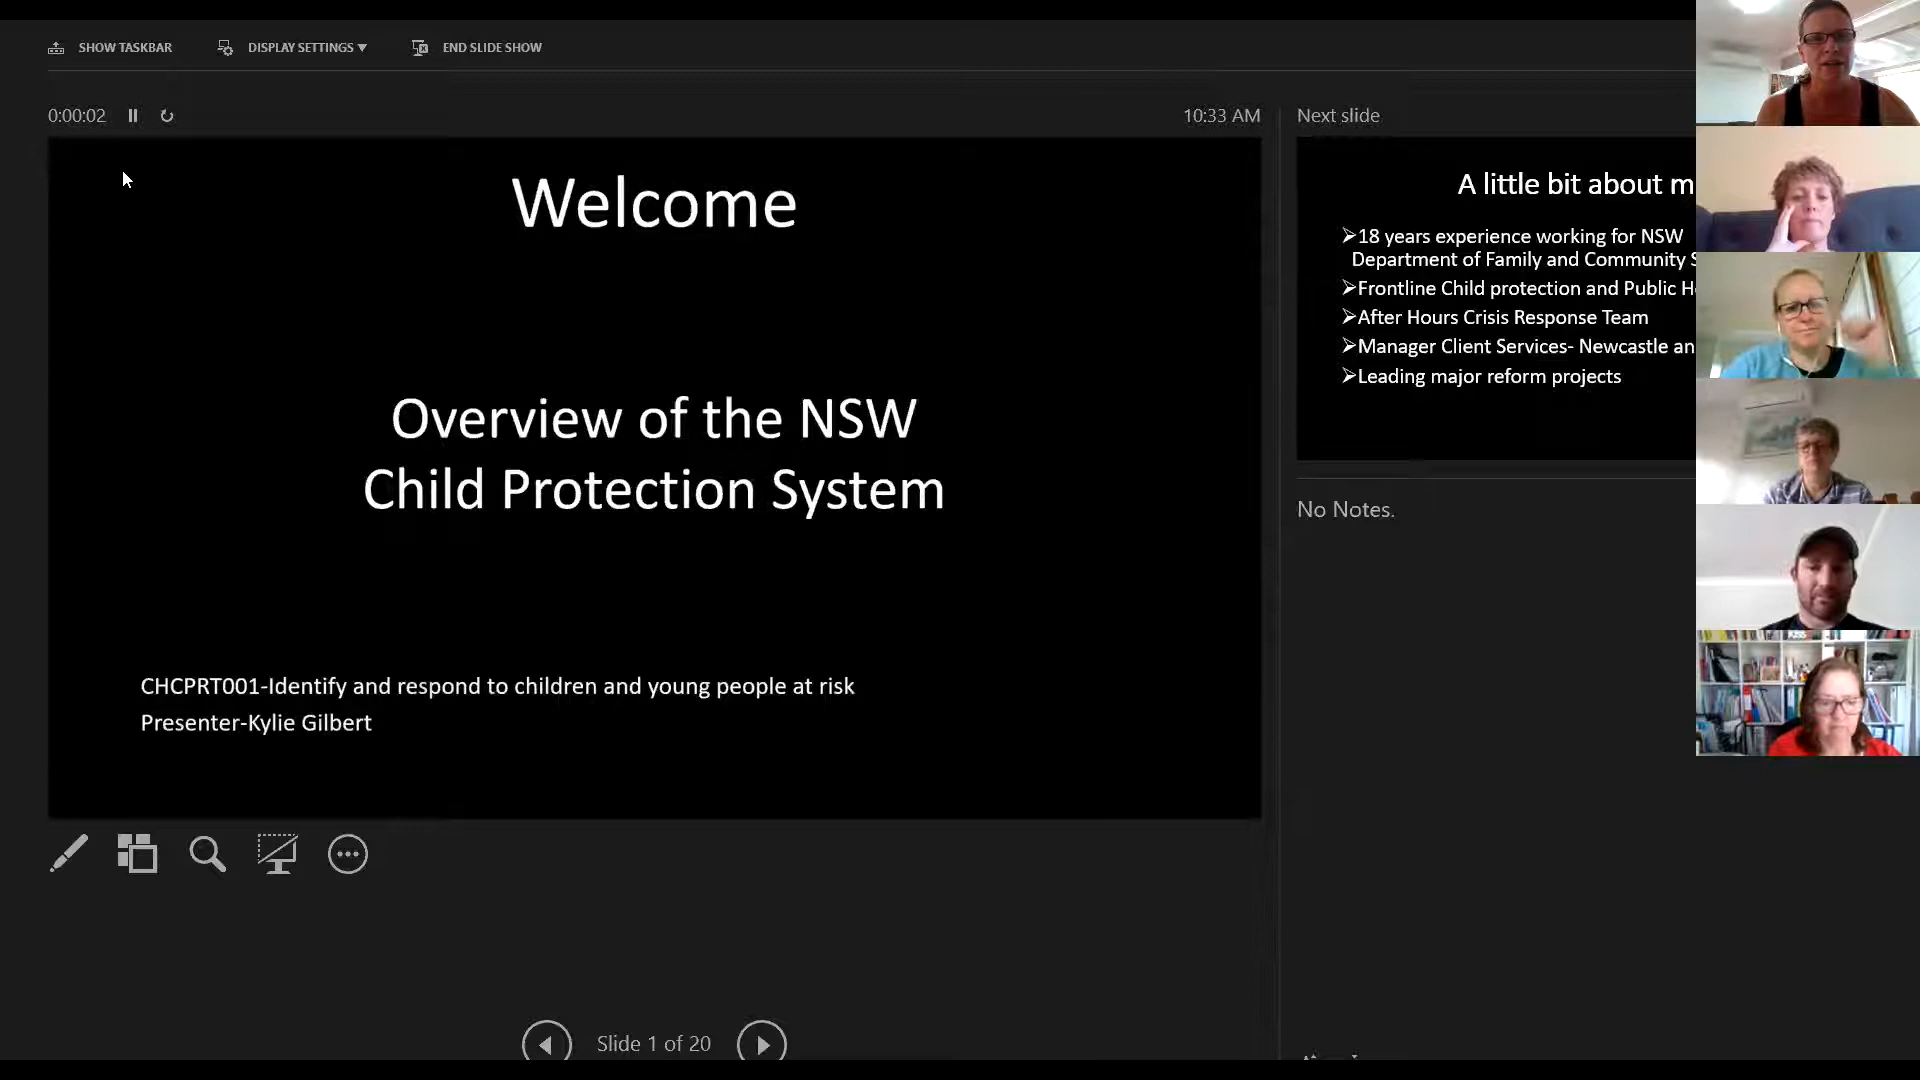 SHOW TASKBAR
DISPLAY SETTINGS
END SLIDE SHOW
0:00:02
10:33 AM
Welcome
Overview of the NSW
Child Protection System
CHCPRT001-Identify and respond to children and young people at risk
Presenter-Kylie Gilbert
Slide 1 of 20
Next slide
A little bit about m
18 years experience working for NSW
Department of Family and Community S
Frontline Child protection and Public H
After Hours Crisis Response Team
Manager Client Services- Newcastle an
Leading major reform projects
No Notes.
KISS